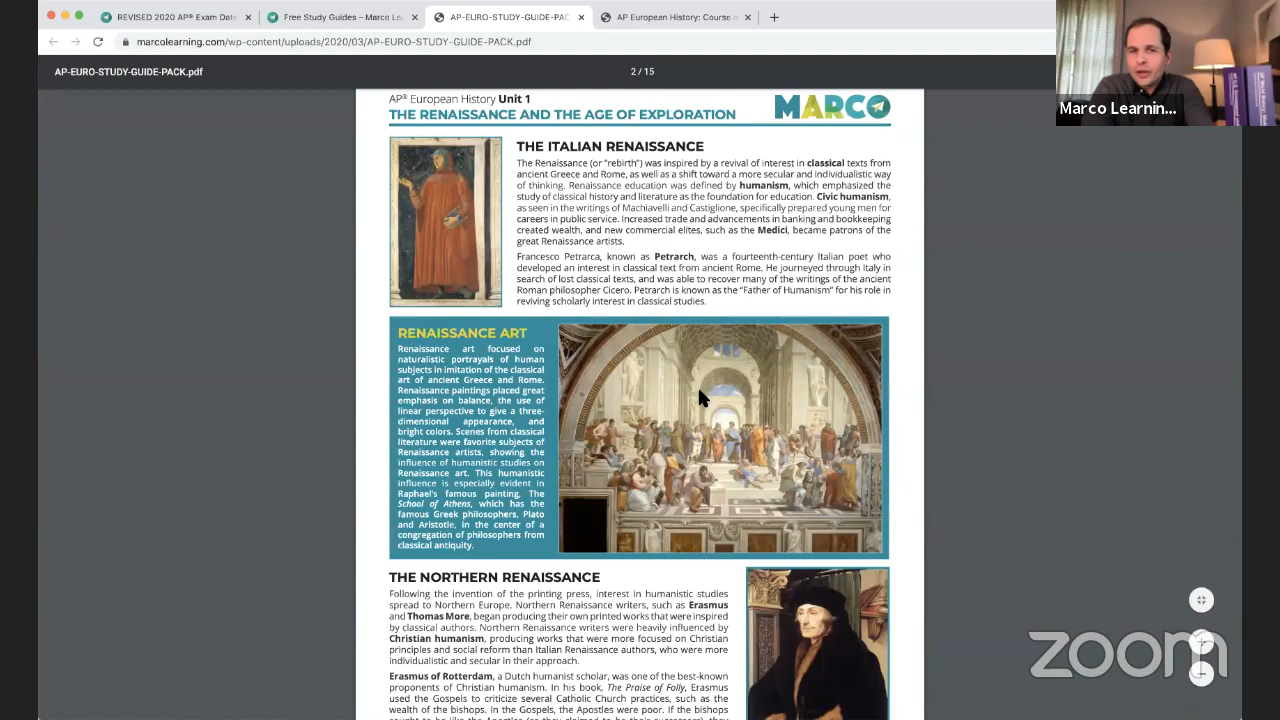 REVISED 2020 AP® Exam Date
Free Study Guides – Marco Le
AP-EURO-STUDY-GUIDE-PAC
AP European History: Course
marcolearning.com/wp-content/uploads/2020/03/AP-EURO-STUDY-GUIDE-PACK.pdf
AP-EURO-STUDY-GUIDE-PACK.pdf
2 / 15
Marco Learnin...
AP® European History Unit 1
THE RENAISSANCE AND THE AGE OF EXPLORATION
MARCO
THE ITALIAN RENAISSANCE
The Renaissance (or “rebirth”) was inspired by a revival of interest in classical texts from
ancient Greece and Rome, as well as a shift toward a more secular and individualistic way
of thinking. Renaissance education was defined by humanism, which emphasized the
study of classical history and literature as the foundation for education. Civic humanism,
as seen in the writings of Machiavelli and Castiglione, specifically prepared young men for
careers in public service. Increased trade and advancements in banking and bookkeeping
created wealth, and new commercial elites, such as the Medici, became patrons of the
great Renaissance artists.
Francesco Petrarca, known as Petrarch, was a fourteenth-century Italian poet who
developed an interest in classical text from ancient Rome. He journeyed through Italy in
search of lost classical texts, and was able to recover many of the writings of the ancient
Roman philosopher Cicero. Petrarch is known as the “Father of Humanism” for his role in
reviving scholarly interest in classical studies.
RENAISSANCE ART
Renaissance art focused on
naturalistic portrayals of human
subjects in imitation of the classical
art of ancient Greece and Rome.
Renaissance paintings placed great
emphasis on balance, the use of
linear perspective to give a three-
dimensional appearance, and
bright colors. Scenes from classical
literature were favorite subjects of
Renaissance artists, showing the
influence of humanistic studies on
Renaissance art. This humanistic
influence is especially evident in
Raphael's famous painting, The
School of Athens, which has the
famous Greek philosophers, Plato
and Aristotle, in the center of a
congregation of philosophers from
classical antiquity.
THE NORTHERN RENAISSANCE
Following the invention of the printing press, interest in humanistic studies
spread to Northern Europe. Northern Renaissance writers, such as Erasmus
and Thomas More, began producing their own printed works that were inspired
by classical authors. Northern Renaissance writers were heavily influenced by
Christian humanism, producing works that were more focused on Christian
principles and social reform than Italian Renaissance authors, who were more
individualistic and secular in their approach.
Erasmus of Rotterdam, a Dutch humanist scholar, was one of the best-known
proponents of Christian humanism. In his book, The Praise of Folly, Erasmus
used the Gospels to criticize several Catholic Church practices, such as the
wealth of the bishops. In the Gospels, the Apostles were poor. If the bishops
zoom